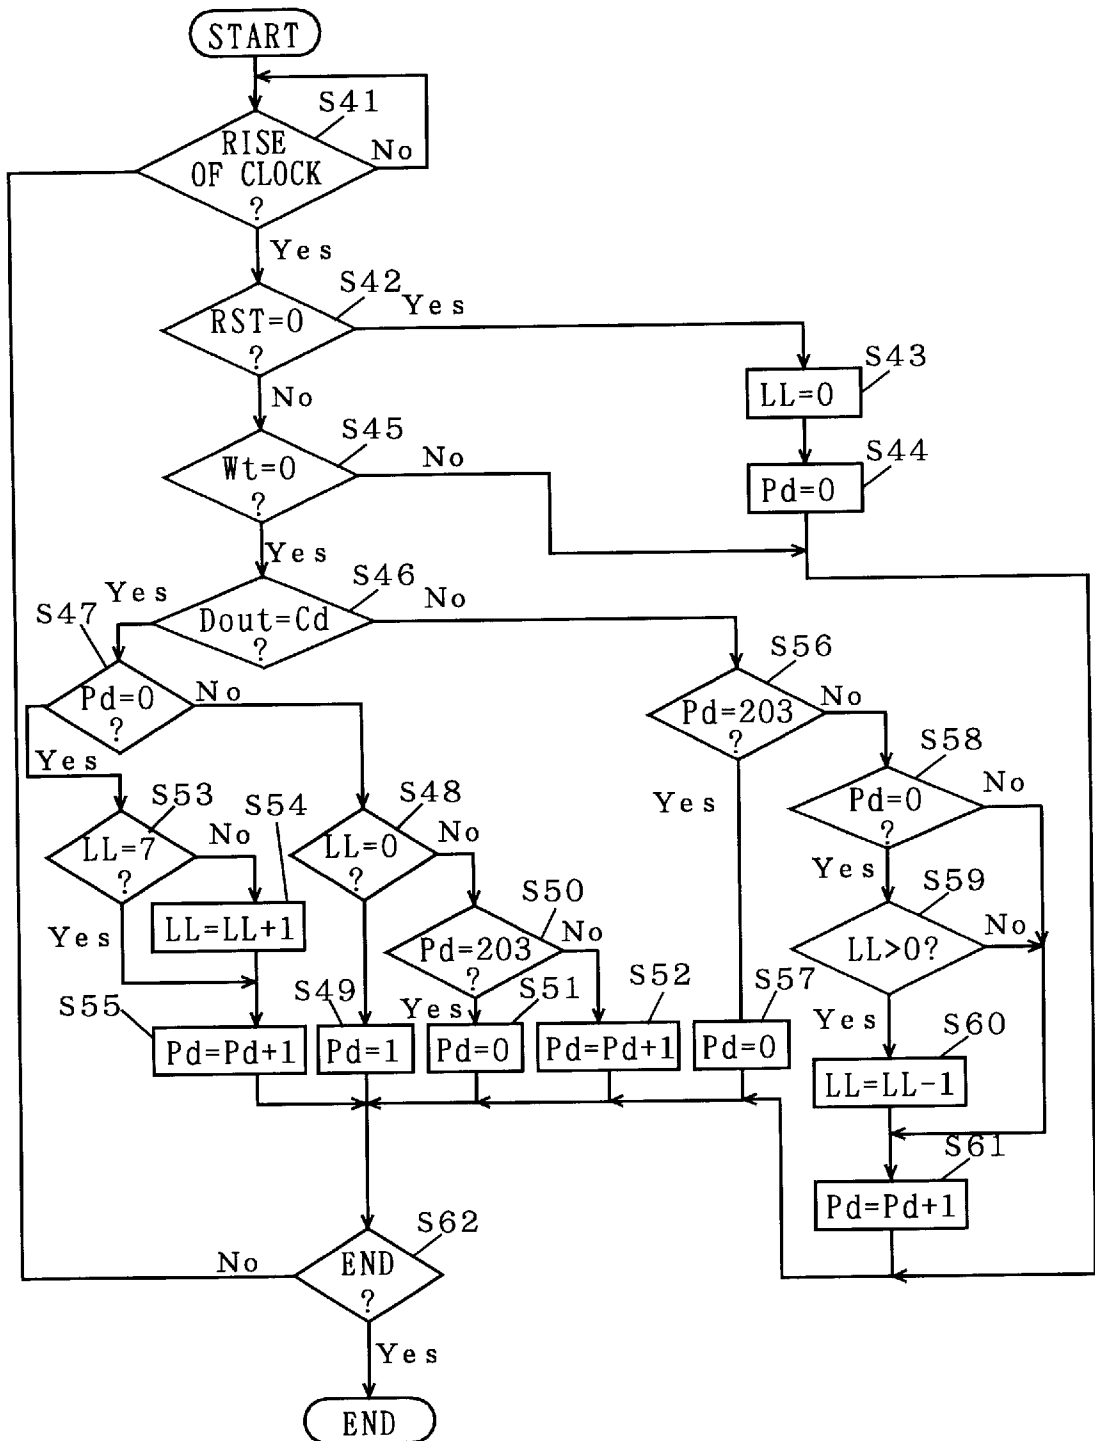 START
S41
RISE
OF CLOCK
?
No
Yes
S42
RST=0
?
Yes
No
S43
LL=0
S44
Pd=0
S45
Wt=0
?
No
Yes
S46
Dout=Cd
?
Yes
No
S47
Pd=0
?
No
Yes
S56
Pd=203
?
No
Yes
S58
Pd=0
?
No
Yes
S53
LL=7
?
No
Yes
S54
LL=LL+1
S48
LL=0
?
No
S50
Pd=203
?
No
Yes
S59
LL>0?
No
Yes
S55
Pd=Pd+1
S49
Pd=1
S51
Pd=0
S52
Pd=Pd+1
S57
Pd=0
S60
LL=LL-1
S61
Pd=Pd+1
S62
END
?
No
Yes
END